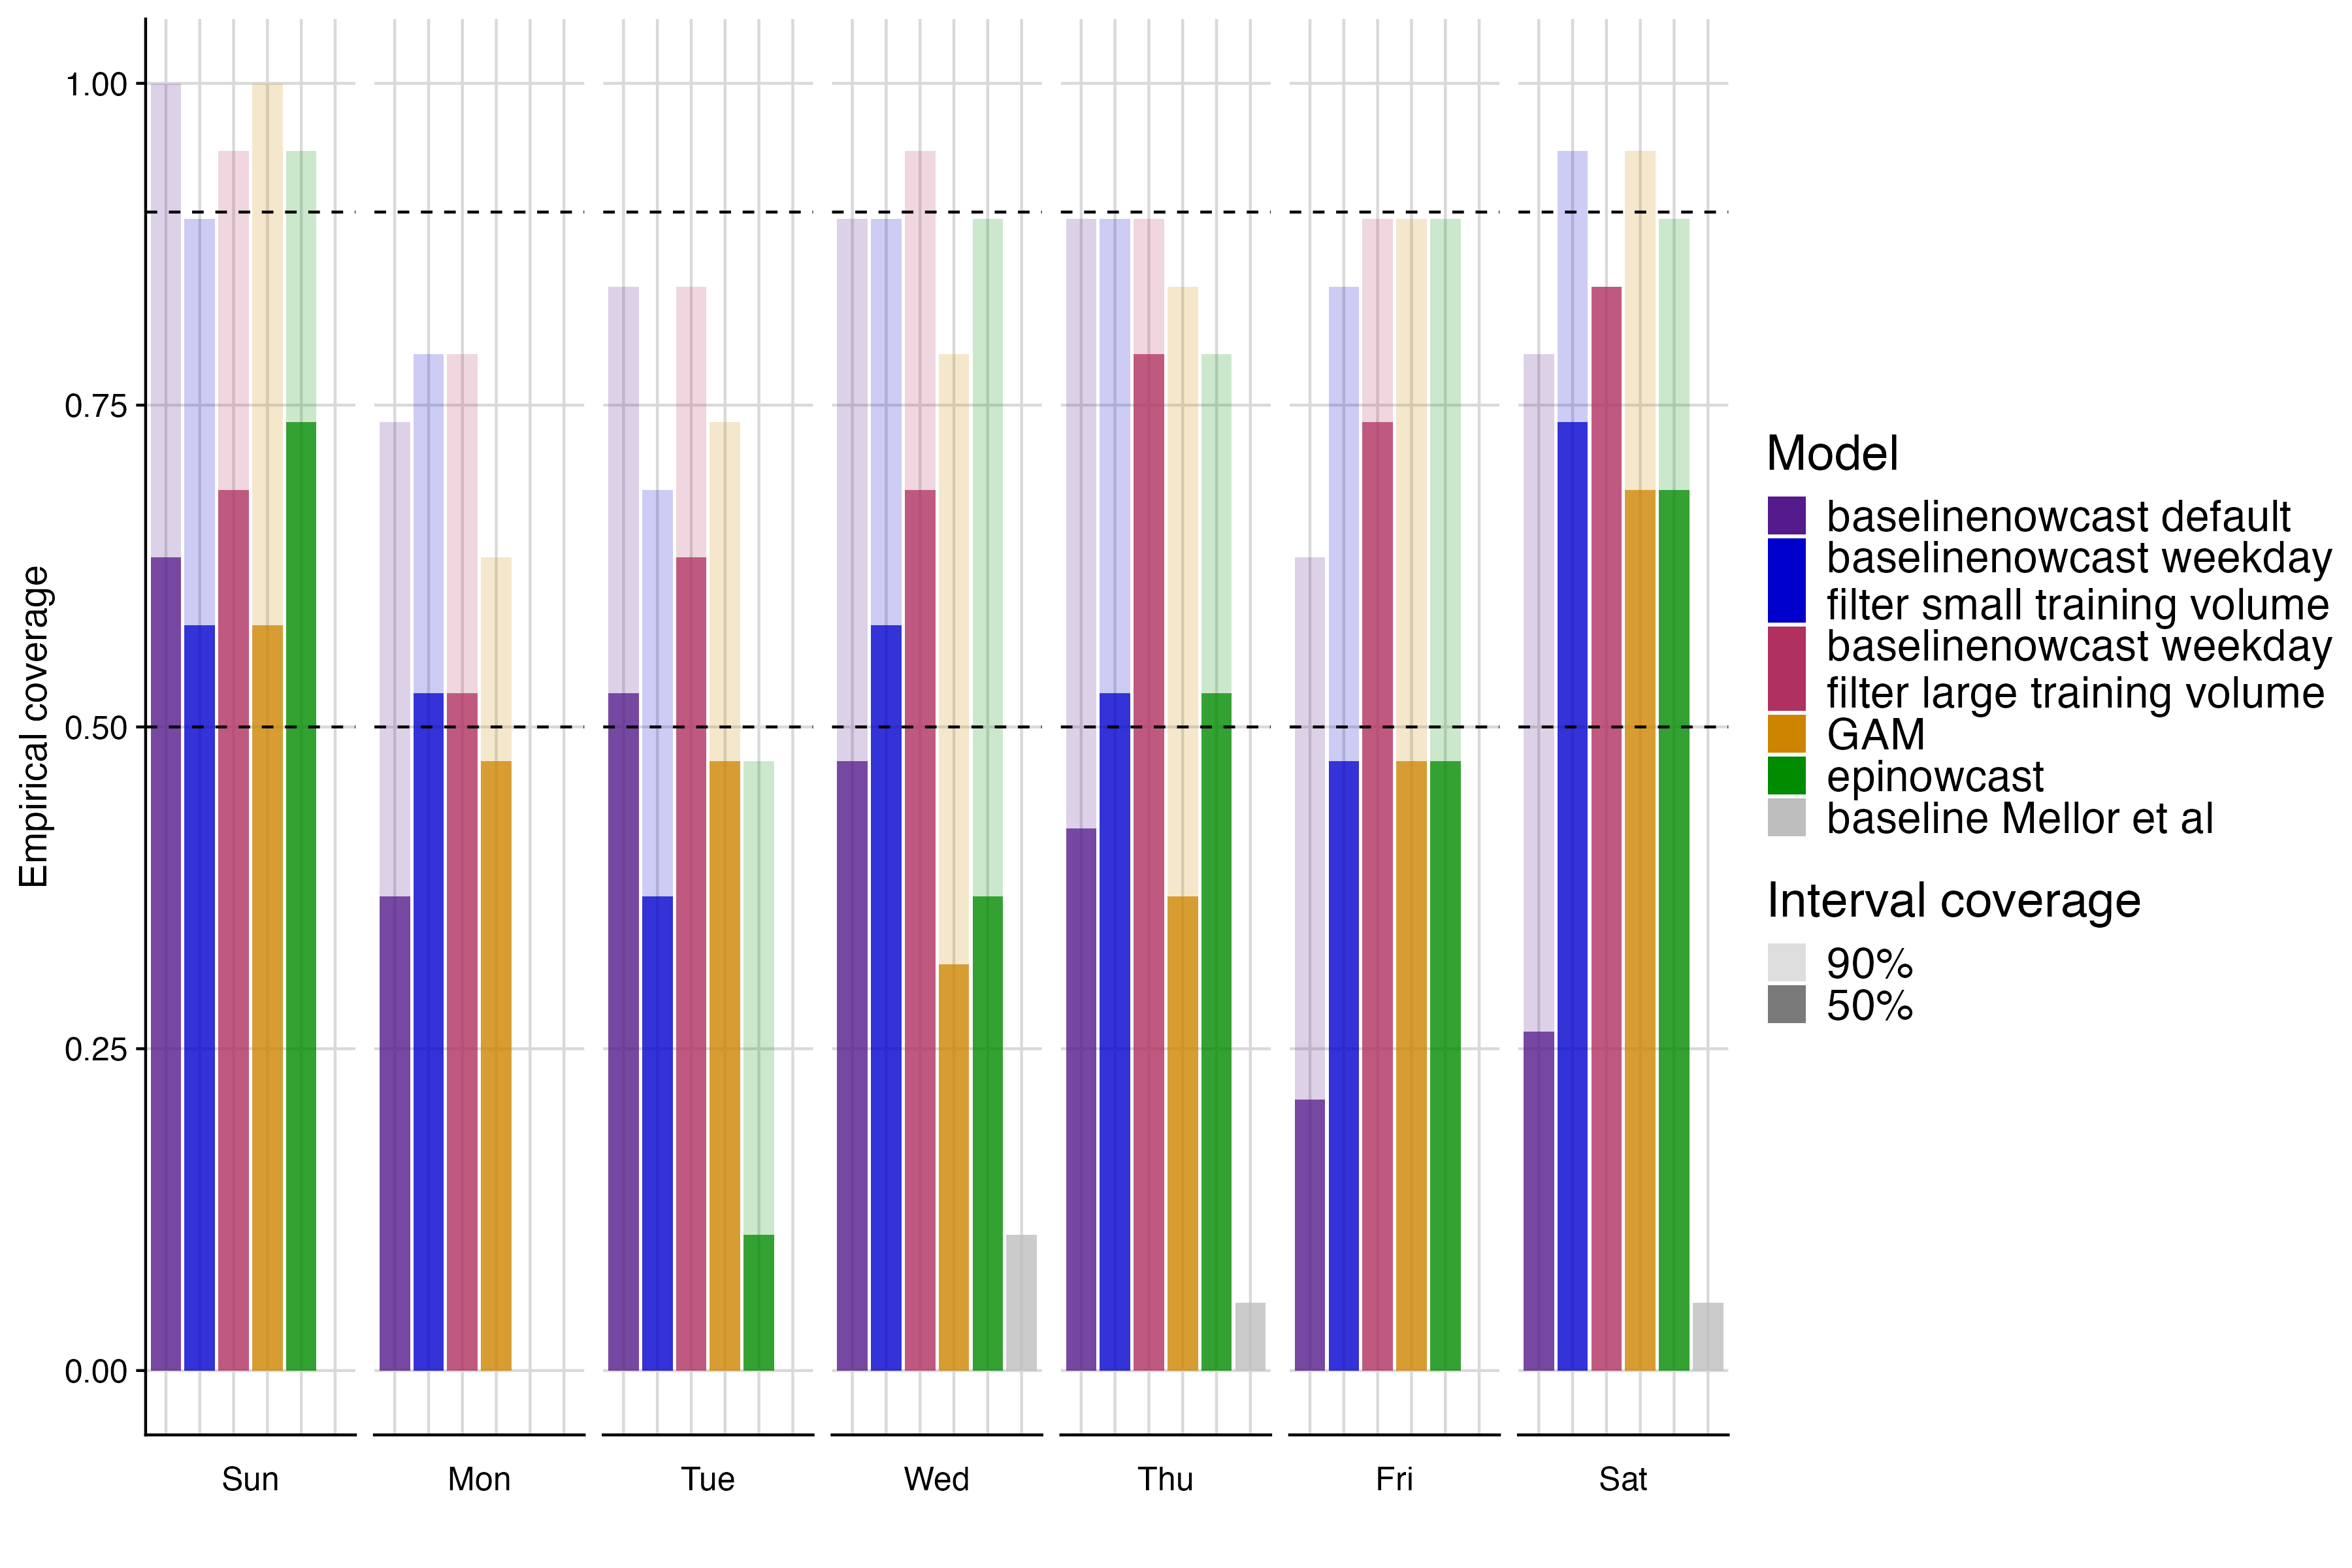 Empirical coverage
1.00
0.75
0.50
0.25
0.00
Sun
Mon
Tue
Wed
Thu
Fri
Sat
Model
baselinenowcast default
baselinenowcast weekday
filter small training volume
baselinenowcast weekday
filter large training volume
GAM
epinowcast
baseline Mellor et al
Interval coverage
90%
50%